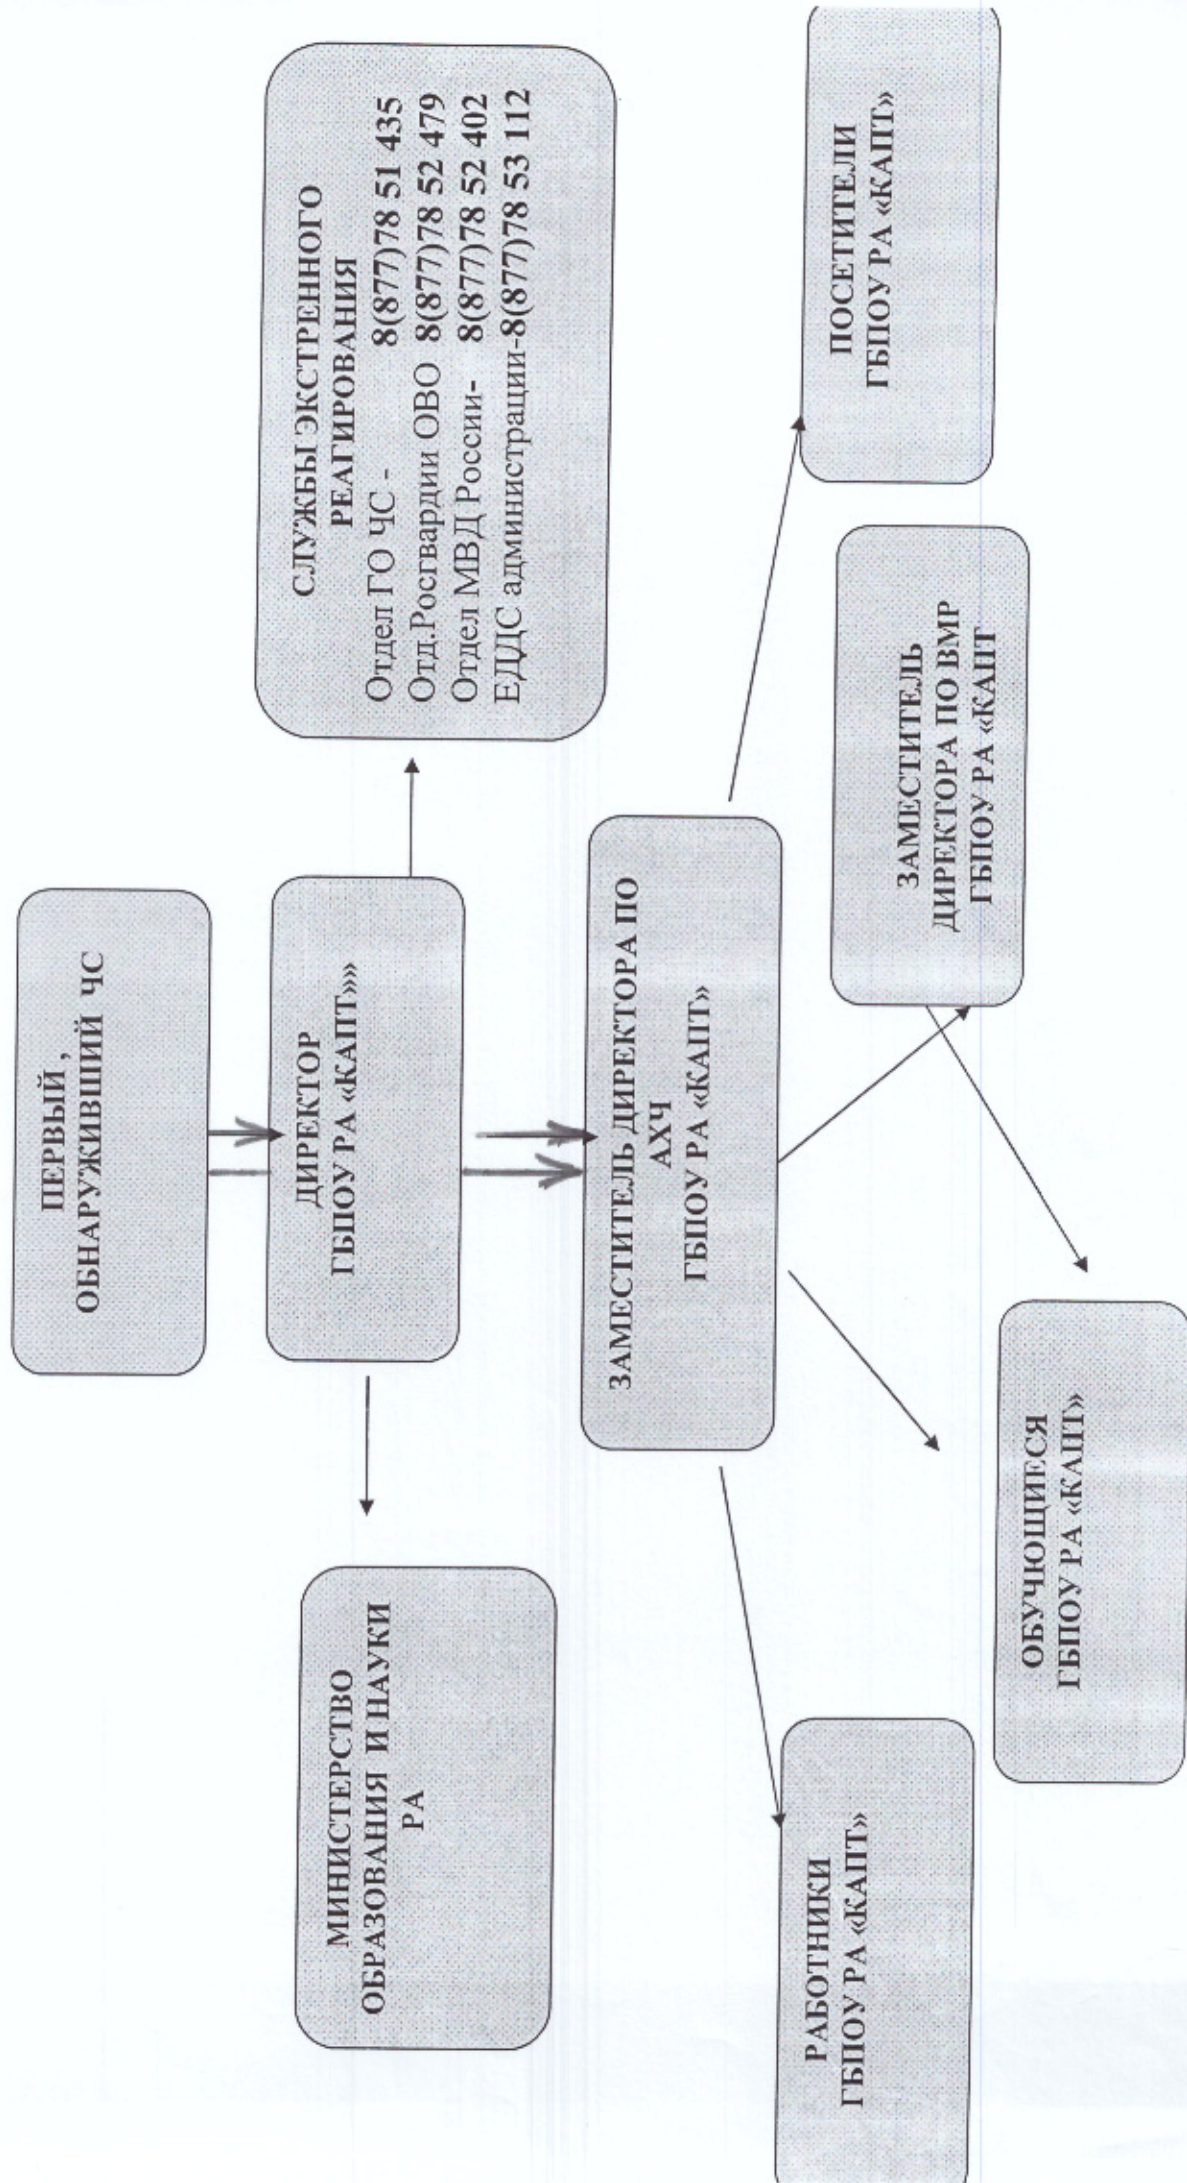 ПЕРВЫЙ ,
ОБНАРУЖИВШИЙ ЧС
ДИРЕКТОР
ГБПОУ РА «КАПТ»»
СЛУЖБЫ ЭКСТРЕННОГО
РЕАГИРОВАНИЯ
Отдел ГО ЧС - 8(877)78 51 435
Отд.Росгвардии ОВО 8(877)78 52 479
Отдел МВД России- 8(877)78 52 402
ЕДДС администрации-8(877)78 53 112
МИНИСТЕРСТВО
ОБРАЗОВАНИЯ И НАУКИ
РА
ЗАМЕСТИТЕЛЬ ДИРЕКТОРА ПО
АХЧ
ГБПОУ РА «КАПТ»
РАБОТНИКИ
ГБПОУ РА «КАПТ»
ОБУЧЮЩИЕСЯ
ГБПОУ РА «КАПТ»
ЗАМЕСТИТЕЛЬ
ДИРЕКТОРА ПО ВМР
ГБПОУ РА «КАПТ
ПОСЕТИТЕЛИ
ГБПОУ РА «КАПТ»